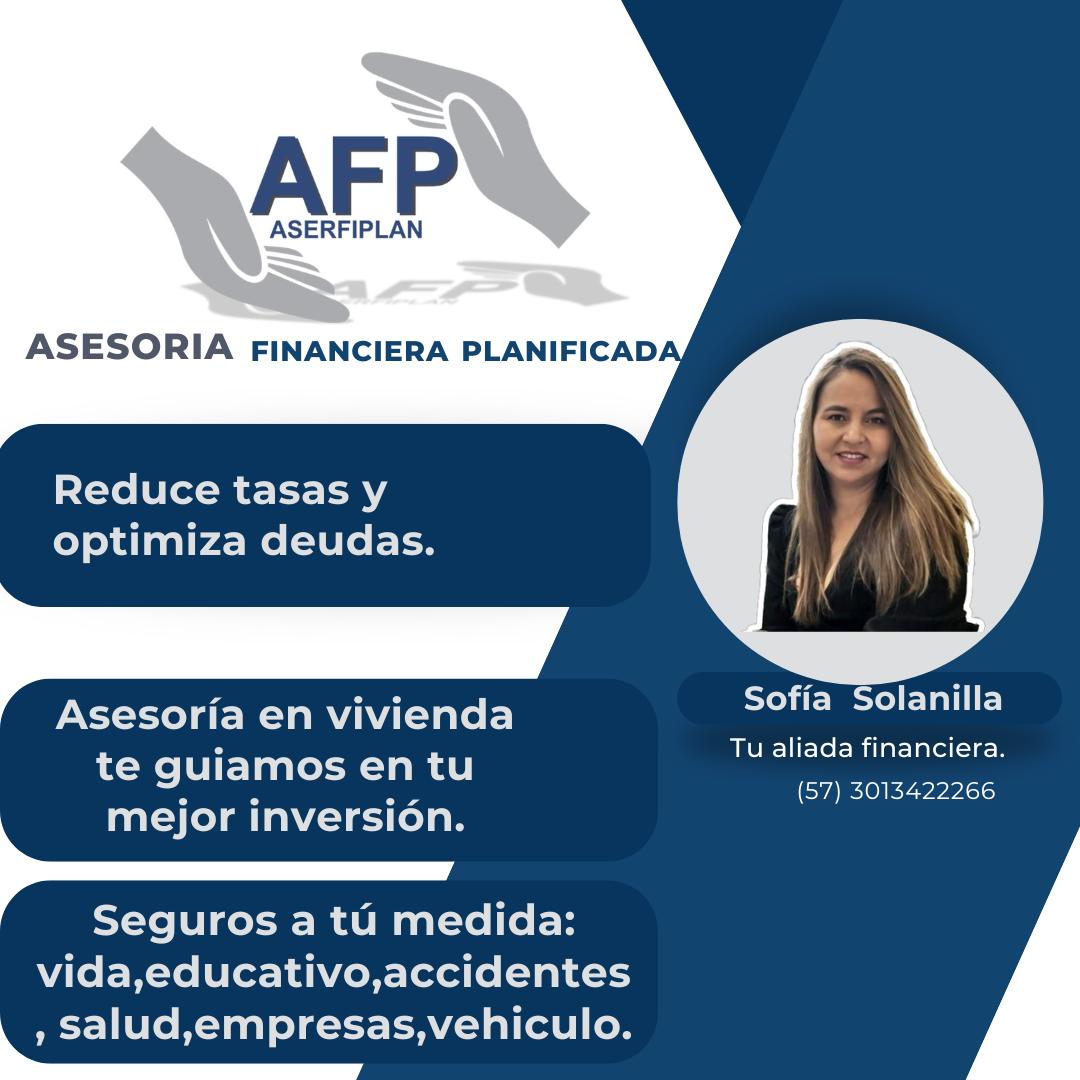 AFP
ASERFIPLAN
ASESORIA FINANCIERA PLANIFICADA
Reduce tasas y
optimiza deudas.
Asesoría en vivienda
te guiamos en tu
mejor inversión.
Seguros a tú medida:
vida,educativo,accidentes
, salud,empresas,vehiculo.
Sofía Solanilla
Tu aliada financiera.
(57) 3013422266